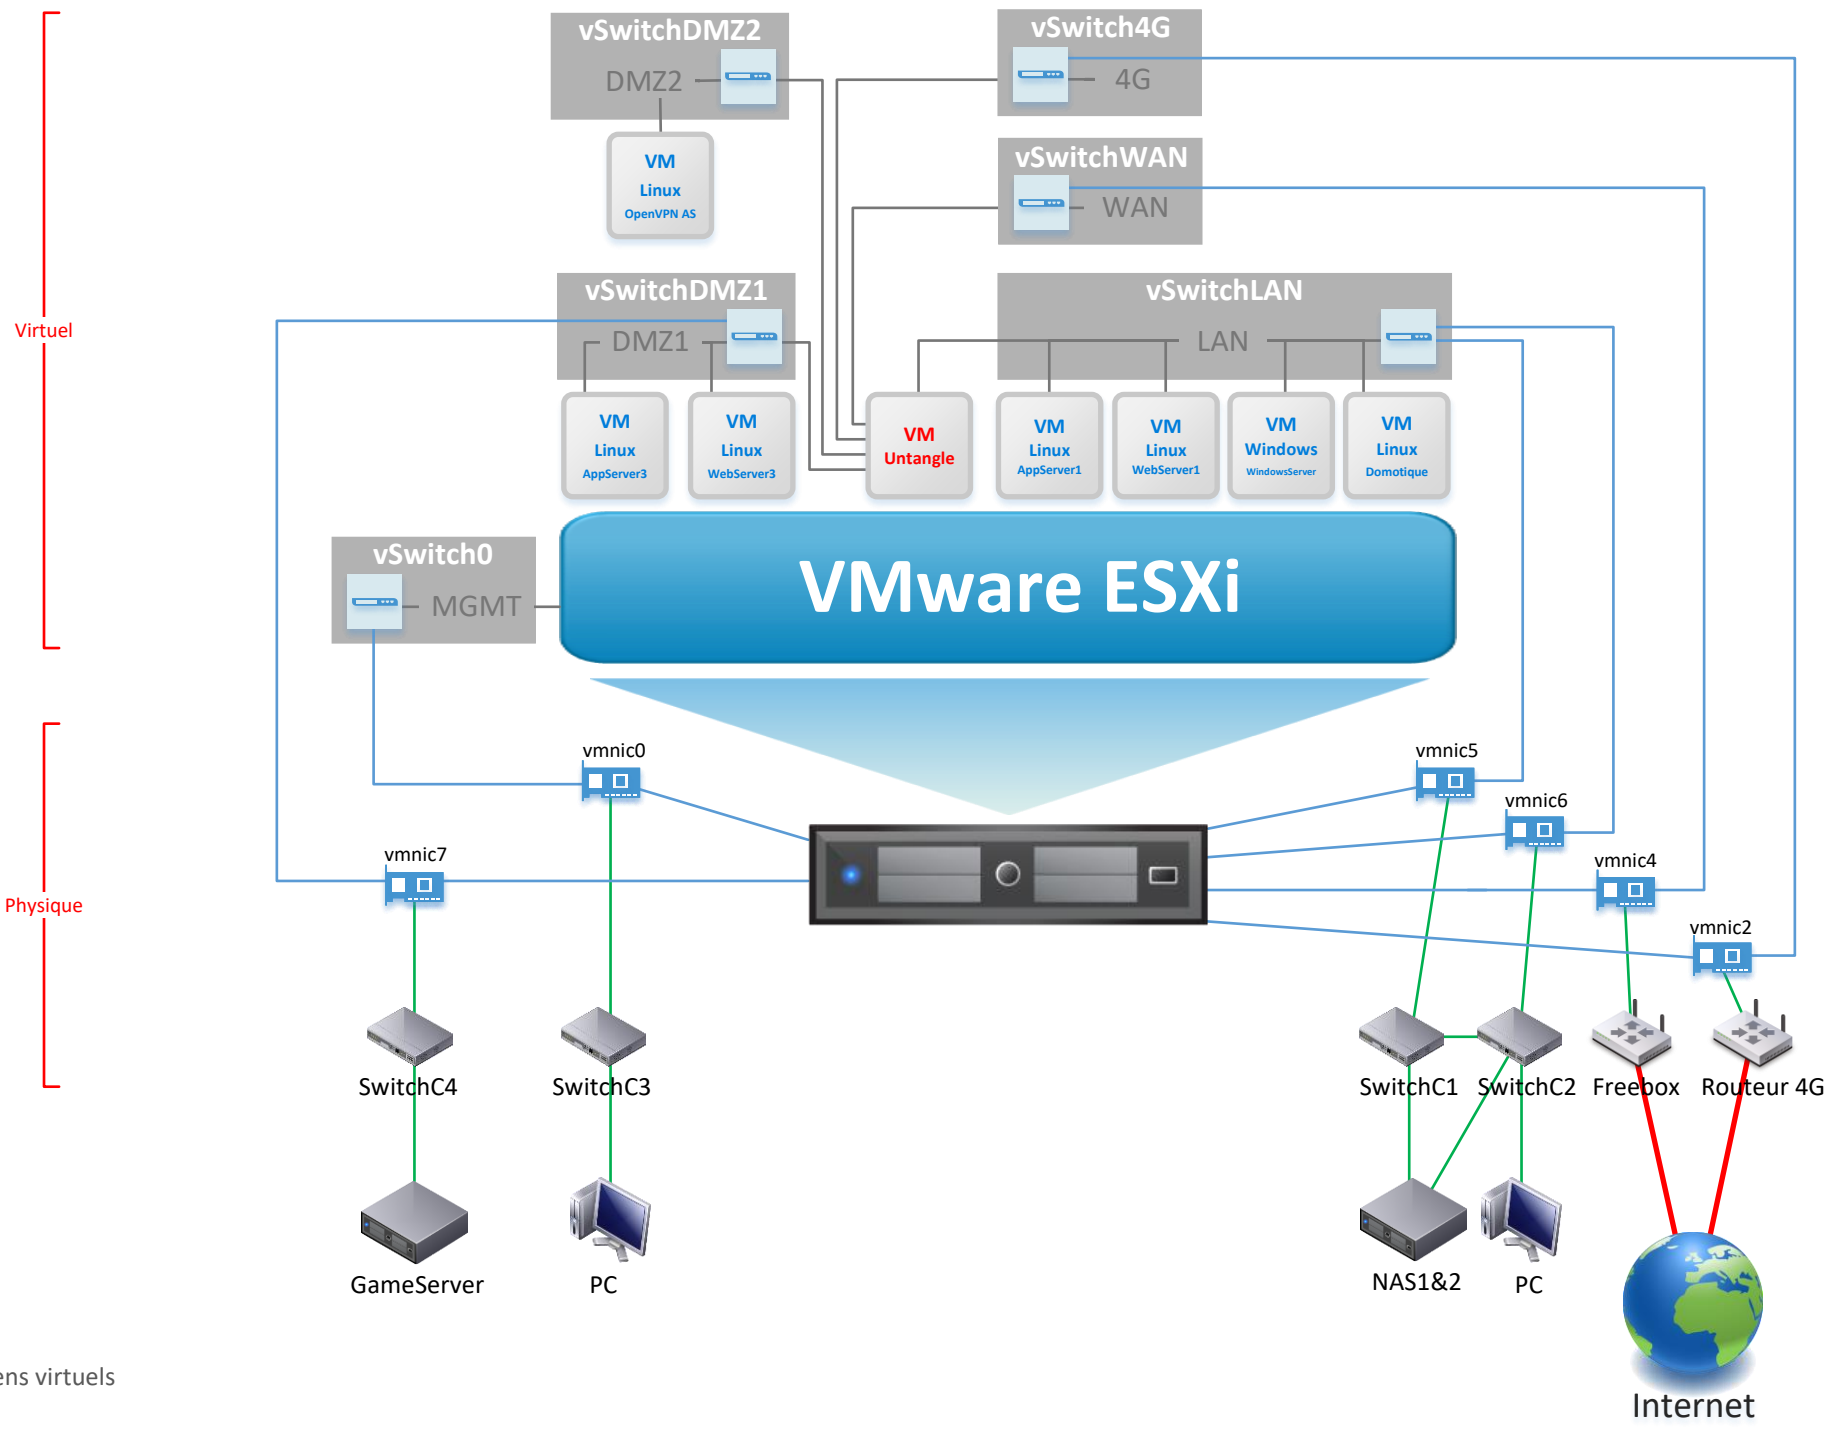 vSwitchDMZ2
DMZ2
VM
Linux
OpenVPN AS
vSwitch4G
4G
vSwitchWAN
WAN
Virtuel
vSwitchDMZ1
DMZ1
vSwitchLAN
LAN
VM
Linux
AppServer3
VM
Linux
WebServer3
VM
Untangle
VM
Linux
AppServer1
VM
Linux
WebServer1
VM
Windows
WindowsServer
VM
Linux
Domotique
vSwitch0
MGMT
VMware ESXi
Physique
vmnic0
vmnic7
vmnic5
vmnic6
vmnic4
vmnic2
SwitchC4
SwitchC3
SwitchC1
SwitchC2
Freebox
Routeur 4G
GameServer
PC
NAS1&2
PC
ens virtuels
Internet